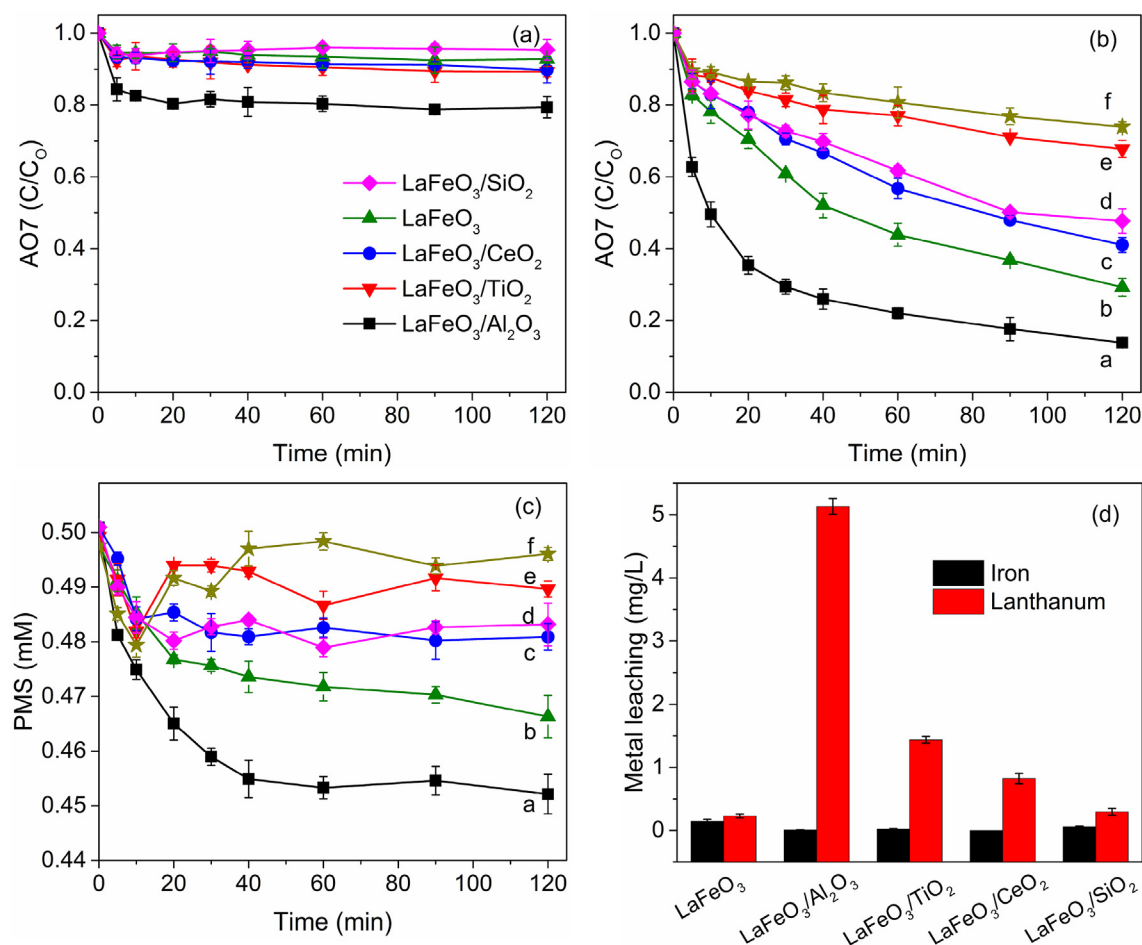 (a)
1.0
0.8
0.6
0.4
0.2
0.0
AO7 (C/C_O)
LaFeO₃/SiO₂
LaFeO₃
LaFeO₃/CeO₂
LaFeO₃/TiO₂
LaFeO₃/Al₂O₃
0 20 40 60 80 100 120
Time (min)
(b)
1.0
0.8
0.6
0.4
0.2
0.0
AO7 (C/C_O)
f
e
d
c
b
a
0 20 40 60 80 100 120
Time (min)
(c)
0.50
0.49
0.48
0.47
0.46
0.45
0.44
PMS (mM)
f
e
d
c
b
a
0 20 40 60 80 100 120
Time (min)
(d)
5
4
3
2
1
0
Metal leaching (mg/L)
Iron
Lanthanum
LaFeO₃
LaFeO₃/Al₂O₃
LaFeO₃/TiO₂
LaFeO₃/CeO₂
LaFeO₃/SiO₂